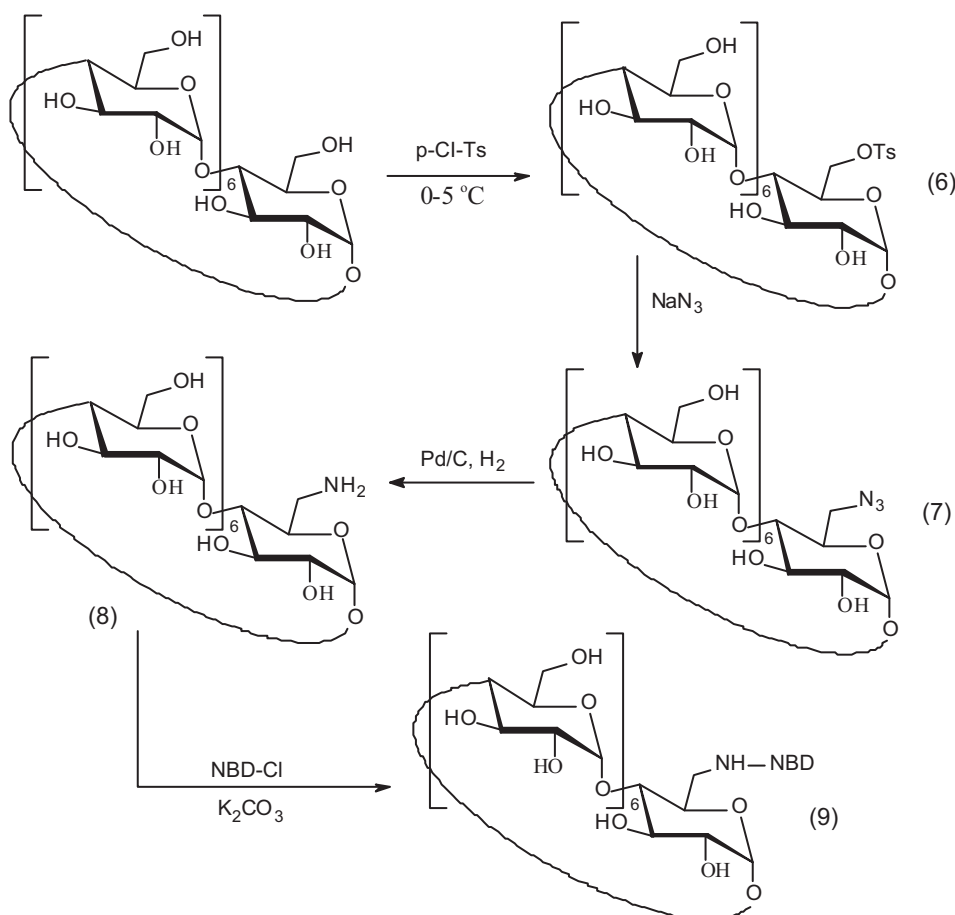 OH
O
HO
OH
O
6
OH
O
HO
OH
O
p-Cl-Ts
0-5 °C
OH
O
HO
OH
O
6
OTs
O
HO
OH
O
(6)
NaN3
OH
O
HO
OH
O
6
NH2
O
HO
OH
O
(8)
Pd/C, H2
OH
O
HO
OH
O
6
N3
O
HO
OH
O
(7)
NBD-Cl
K2CO3
OH
O
HO
HO
O
6
NH—NBD
O
HO
OH
O
(9)